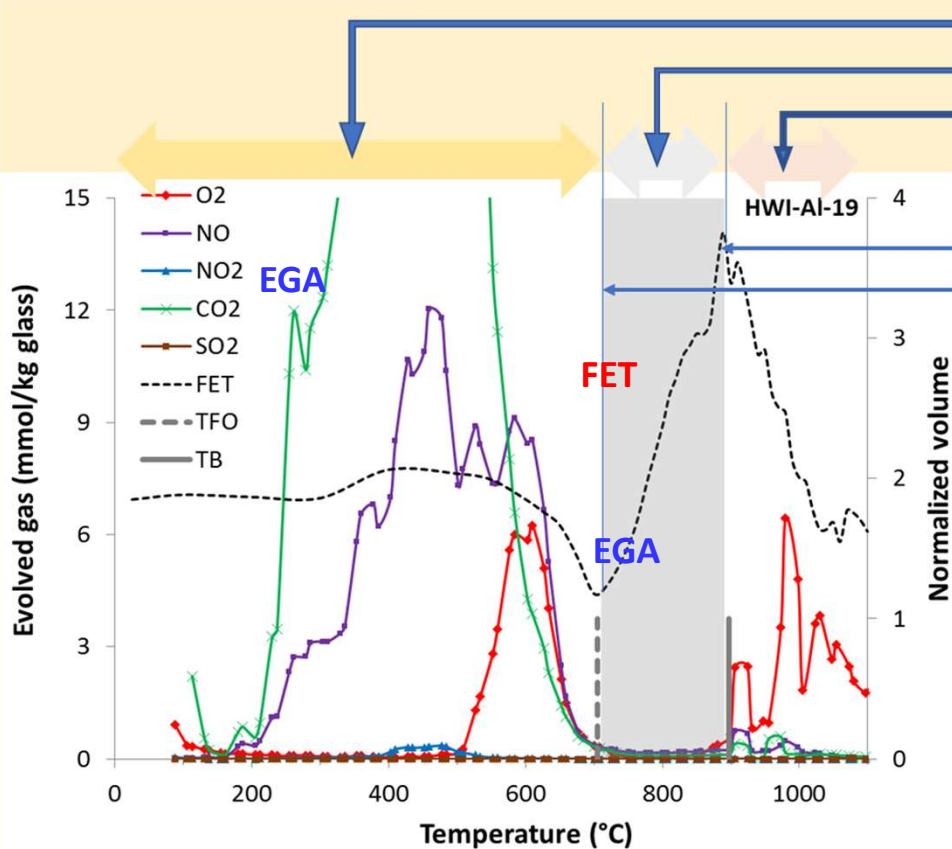 15
12
9
6
3
0
Evolved gas (mmol/kg glass)
O2
NO
NO2
CO2
SO2
FET
TFO
TB
EGA
FET
EGA
HWI-Al-19
4
3
2
1
0
Normalized volume
0 200 400 600 800 1000
Temperature (°C)